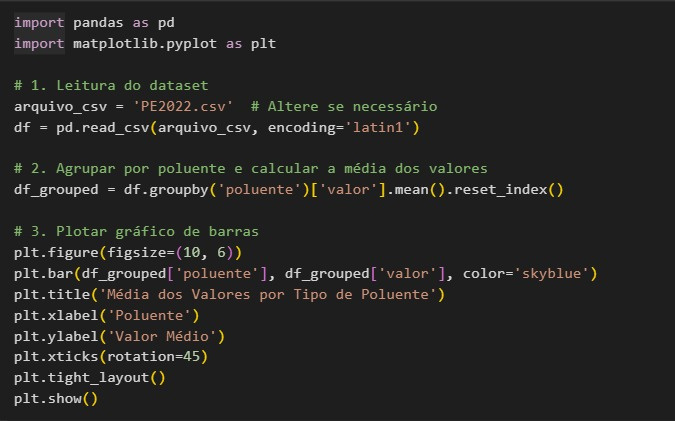 import pandas as pd
import matplotlib.pyplot as plt

# 1. Leitura do dataset
arquivo_csv = 'PE2022.csv'  # Altere se necessário
df = pd.read_csv(arquivo_csv, encoding='latin1')

# 2. Agrupar por poluente e calcular a média dos valores
df_grouped = df.groupby('poluente')['valor'].mean().reset_index()

# 3. Plotar gráfico de barras
plt.figure(figsize=(10, 6))
plt.bar(df_grouped['poluente'], df_grouped['valor'], color='skyblue')
plt.title('Média dos Valores por Tipo de Poluente')
plt.xlabel('Poluente')
plt.ylabel('Valor Médio')
plt.xticks(rotation=45)
plt.tight_layout()
plt.show()